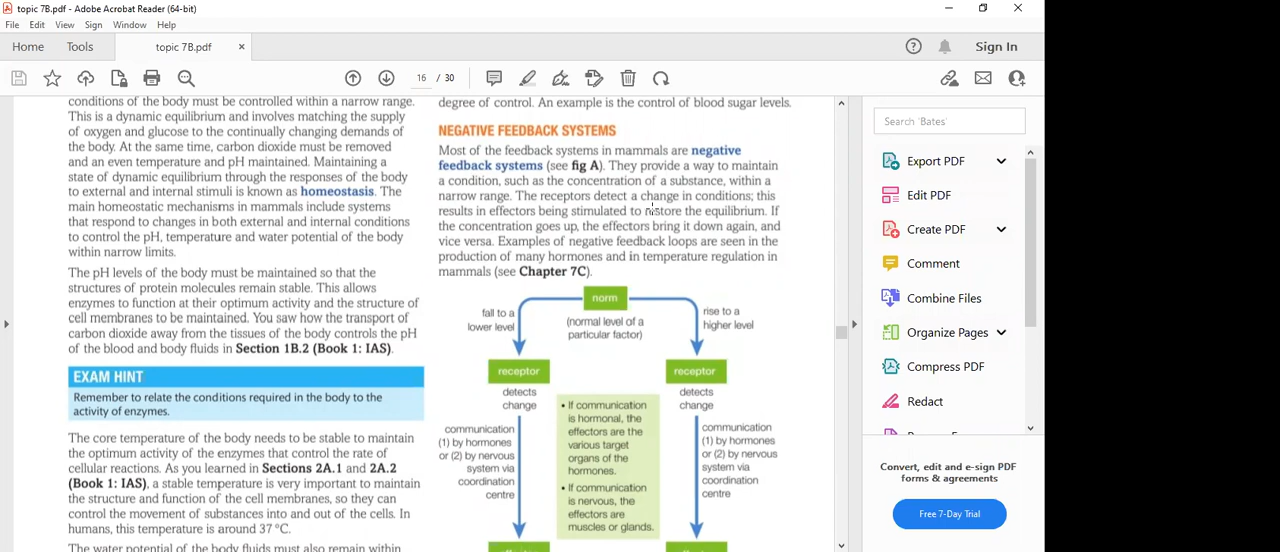 topic 7B.pdf - Adobe Acrobat Reader (64-bit)
File Edit View Sign Window Help
Home Tools topic 7B.pdf × Sign In
16 / 30
conditions of the body must be controlled within a narrow range.
This is a dynamic equilibrium and involves matching the supply
of oxygen and glucose to the continually changing demands of
the body. At the same time, carbon dioxide must be removed
and an even temperature and pH maintained. Maintaining a
state of dynamic equilibrium through the responses of the body
to external and internal stimuli is known as homeostasis. The
main homeostatic mechanisms in mammals include systems
that respond to changes in both external and internal conditions
to control the pH, temperature and water potential of the body
within narrow limits.
The pH levels of the body must be maintained so that the
structures of protein molecules remain stable. This allows
enzymes to function at their optimum activity and the structure of
cell membranes to be maintained. You saw how the transport of
carbon dioxide away from the tissues of the body controls the pH
of the blood and body fluids in Section 1B.2 (Book 1: IAS).
EXAM HINT
Remember to relate the conditions required in the body to the
activity of enzymes.
The core temperature of the body needs to be stable to maintain
the optimum activity of the enzymes that control the rate of
cellular reactions. As you learned in Sections 2A.1 and 2A.2
(Book 1: IAS), a stable temperature is very important to maintain
the structure and function of the cell membranes, so they can
control the movement of substances into and out of the cells. In
humans, this temperature is around 37 °C.
The water potential of the body fluids must also remain within
degree of control. An example is the control of blood sugar levels.
NEGATIVE FEEDBACK SYSTEMS
Most of the feedback systems in mammals are negative
feedback systems (see fig A). They provide a way to maintain
a condition, such as the concentration of a substance, within a
narrow range. The receptors detect a change in conditions; this
results in effectors being stimulated to restore the equilibrium. If
the concentration goes up, the effectors bring it down again, and
vice versa. Examples of negative feedback loops are seen in the
production of many hormones and in temperature regulation in
mammals (see Chapter 7C).
norm
(normal level of a
particular factor)
fall to a
lower level
rise to a
higher level
receptor
detects
change
communication
(1) by hormones
or (2) by nervous
system via
coordination
centre
• If communication
is hormonal, the
effectors are the
various target
organs of the
hormones.
• If communication
is nervous, the
effectors are
muscles or glands.
receptor
detects
change
communication
(1) by hormones
or (2) by nervous
system via
coordination
centre
Search 'Bates'
Export PDF
Edit PDF
Create PDF
Comment
Combine Files
Organize Pages
Compress PDF
Redact
Convert, edit and e-sign PDF
forms & agreements
Free 7-Day Trial